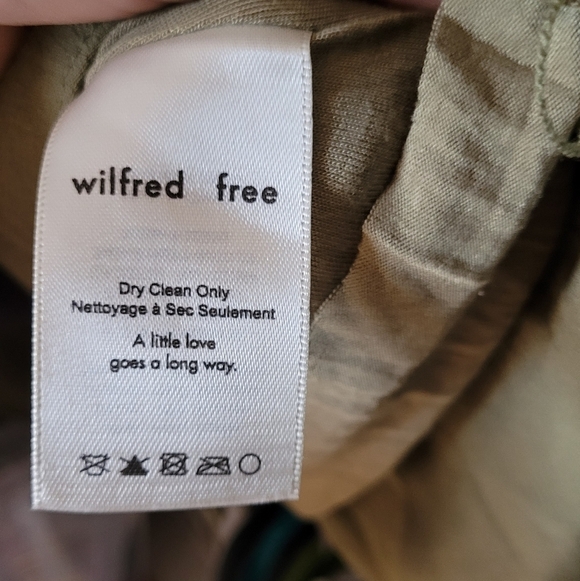 wilfred free
Dry Clean Only
Nettoyage à Sec Seulement
A little love
goes a long way.